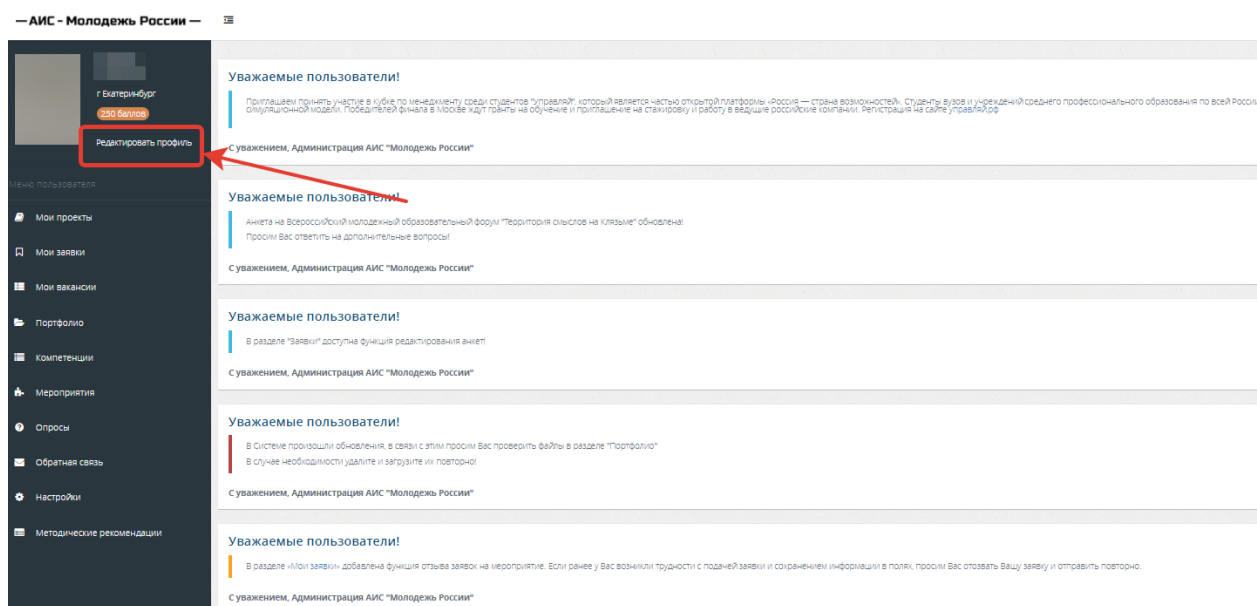 —АИС - Молодежь России —
г Екатеринбург
250 баллов
Редактировать профиль
Меню пользователя
Мои проекты
Мои заявки
Мои вакансии
Портфолио
Компетенции
Мероприятия
Опросы
Обратная связь
Настройки
Методические рекомендации
Уважаемые пользователи!
Приглашаем принять участие в Кубке по менеджменту среди студентов "Управляй!", который является частью открытой платформы «Россия — страна возможностей». Студенты вузов и учреждений среднего профессионального образования по всей Росси
симуляционной модели. Победителей финала в Москве ждут гранты на обучение и приглашение на стажировку и работу в ведущие российские компании. Регистрация на сайте управляй.рф
С уважением, Администрация АИС "Молодежь России"
Уважаемые пользователи!
Анкета на Всероссийский молодежный образовательный форум "Территория смыслов на Клязьме" обновлена!
Просим Вас ответить на дополнительные вопросы!
С уважением, Администрация АИС "Молодежь России"
Уважаемые пользователи!
В разделе "Заявки" доступна функция редактирования анкет!
С уважением, Администрация АИС "Молодежь России"
Уважаемые пользователи!
В Системе произошли обновления, в связи с этим просим Вас проверить файлы в разделе "Портфолио"
В случае необходимости удалите и загрузите их повторно!
С уважением, Администрация АИС "Молодежь России"
Уважаемые пользователи!
В разделе «Мои заявки» добавлена функция отзыва заявок на мероприятие. Если ранее у Вас возникли трудности с подачей заявки и сохранением информации в полях, просим Вас отозвать Вашу заявку и отправить повторно.
С уважением, Администрация АИС "Молодежь России"